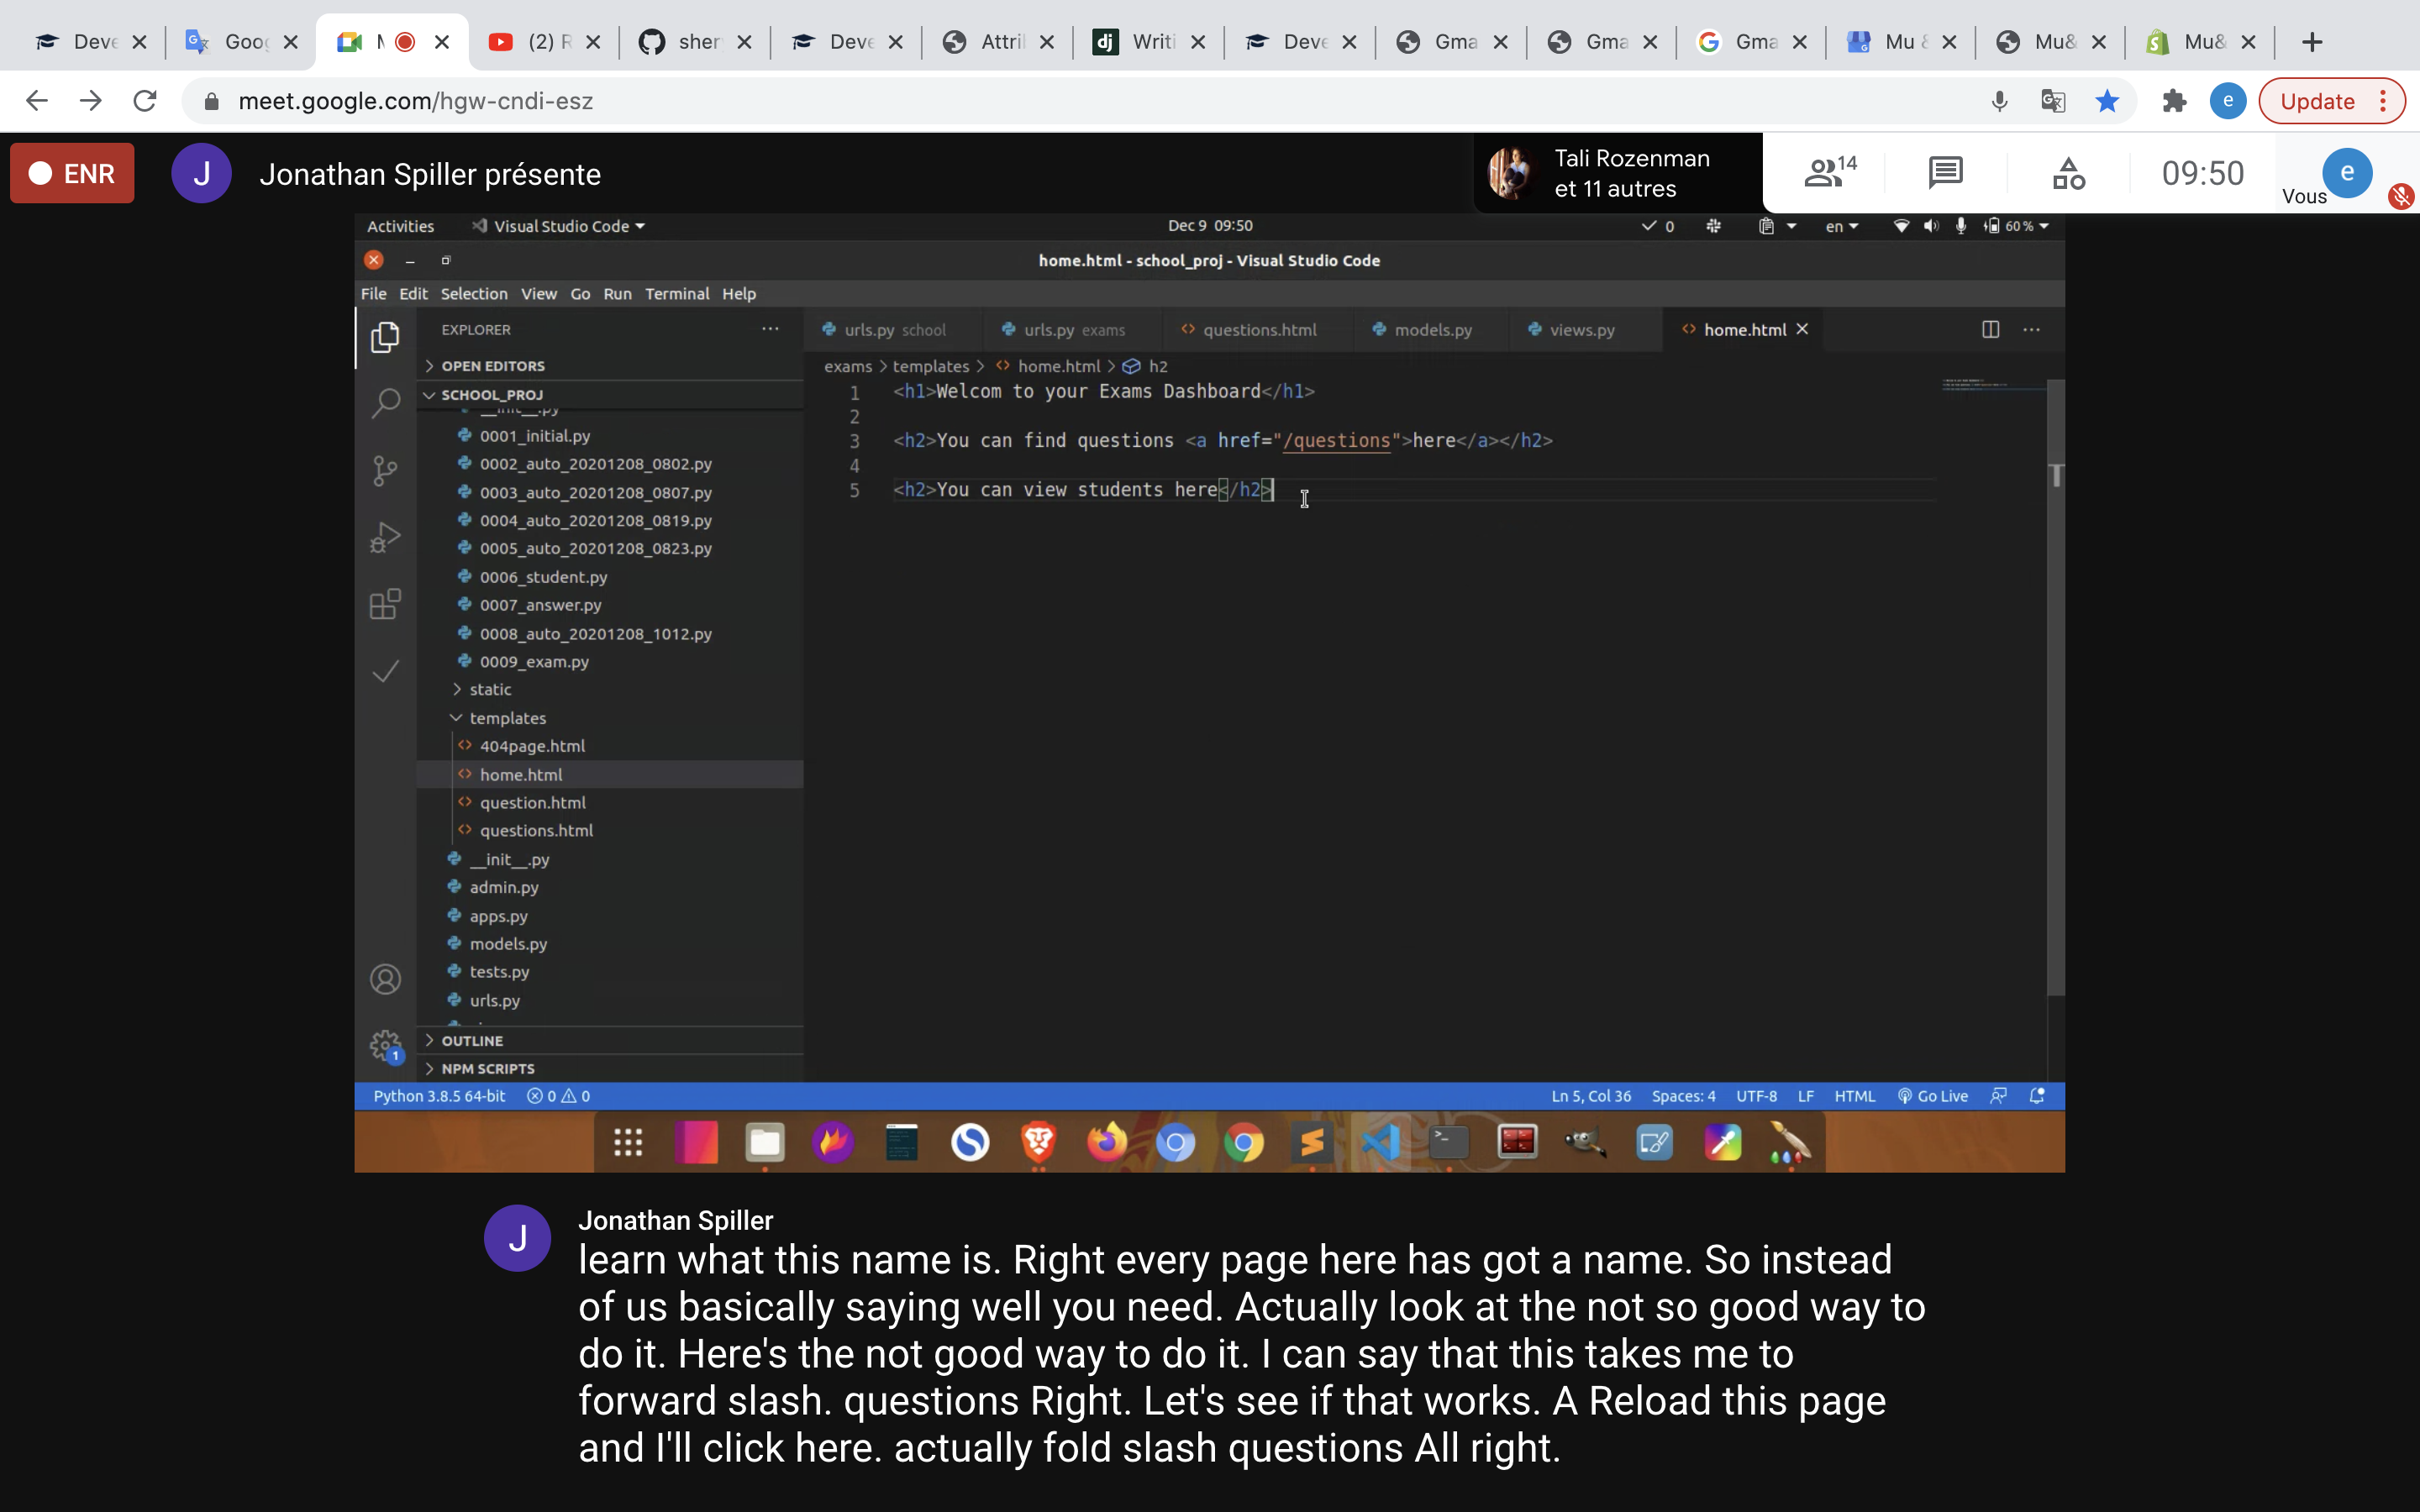 Deve
Goog
M
(2) R
sher
Deve
Attril
dj
Writi
Deve
Gma
Gma
Gma
Mu &
Mu&
Mu&
meet.google.com/hgw-cndi-esz
e
Update
ENR
J
Jonathan Spiller présente
Tali Rozenman
et 11 autres
14
09:50
Vous
e
Activities
Visual Studio Code
Dec 9 09:50
0
en
60 %
home.html - school_proj - Visual Studio Code
File Edit Selection View Go Run Terminal Help
EXPLORER
urls.py school
urls.py exams
questions.html
models.py
views.py
home.html
OPEN EDITORS
exams > templates > home.html > h2
SCHOOL_PROJ
__init__.py
0001_initial.py
0002_auto_20201208_0802.py
0003_auto_20201208_0807.py
0004_auto_20201208_0819.py
0005_auto_20201208_0823.py
0006_student.py
0007_answer.py
0008_auto_20201208_1012.py
0009_exam.py
static
templates
404page.html
home.html
question.html
questions.html
__init__.py
admin.py
apps.py
models.py
tests.py
urls.py
OUTLINE
NPM SCRIPTS
1
1 <h1>Welcom to your Exams Dashboard</h1>
2
3 <h2>You can find questions <a href="/questions">here</a></h2>
4
5 <h2>You can view students here</h2>
Python 3.8.5 64-bit
0 0
Ln 5, Col 36
Spaces: 4
UTF-8
LF
HTML
Go Live
J
Jonathan Spiller
learn what this name is. Right every page here has got a name. So instead
of us basically saying well you need. Actually look at the not so good way to
do it. Here's the not good way to do it. I can say that this takes me to
forward slash. questions Right. Let's see if that works. A Reload this page
and I'll click here. actually fold slash questions All right.